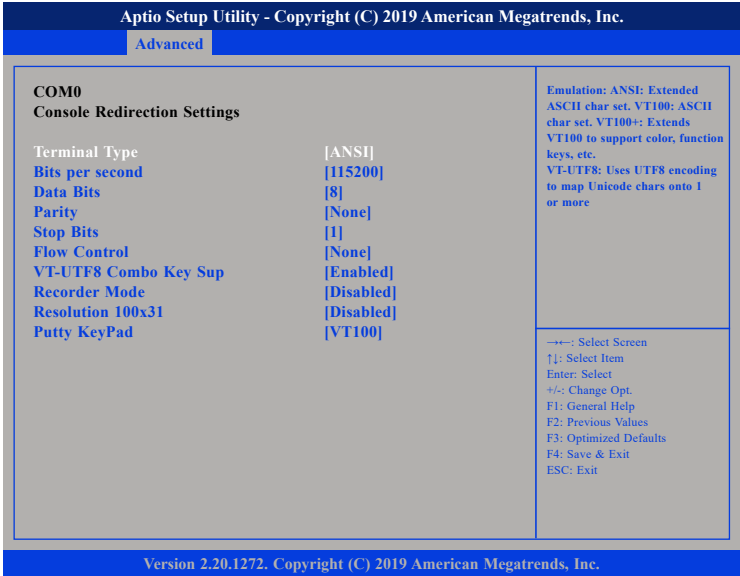 Aptio Setup Utility - Copyright (C) 2019 American Megatrends, Inc.
Advanced
COM0
Console Redirection Settings
Terminal Type [ANSI]
Bits per second [115200]
Data Bits [8]
Parity [None]
Stop Bits [1]
Flow Control [None]
VT-UTF8 Combo Key Sup [Enabled]
Recorder Mode [Disabled]
Resolution 100x31 [Disabled]
Putty KeyPad [VT100]
Emulation: ANSI: Extended
ASCII char set. VT100: ASCII
char set. VT100+: Extends
VT100 to support color, function
keys, etc.
VT-UTF8: Uses UTF8 encoding
to map Unicode chars onto 1
or more
→←: Select Screen
↑↓: Select Item
Enter: Select
+/-: Change Opt.
F1: General Help
F2: Previous Values
F3: Optimized Defaults
F4: Save & Exit
ESC: Exit
Version 2.20.1272. Copyright (C) 2019 American Megatrends, Inc.